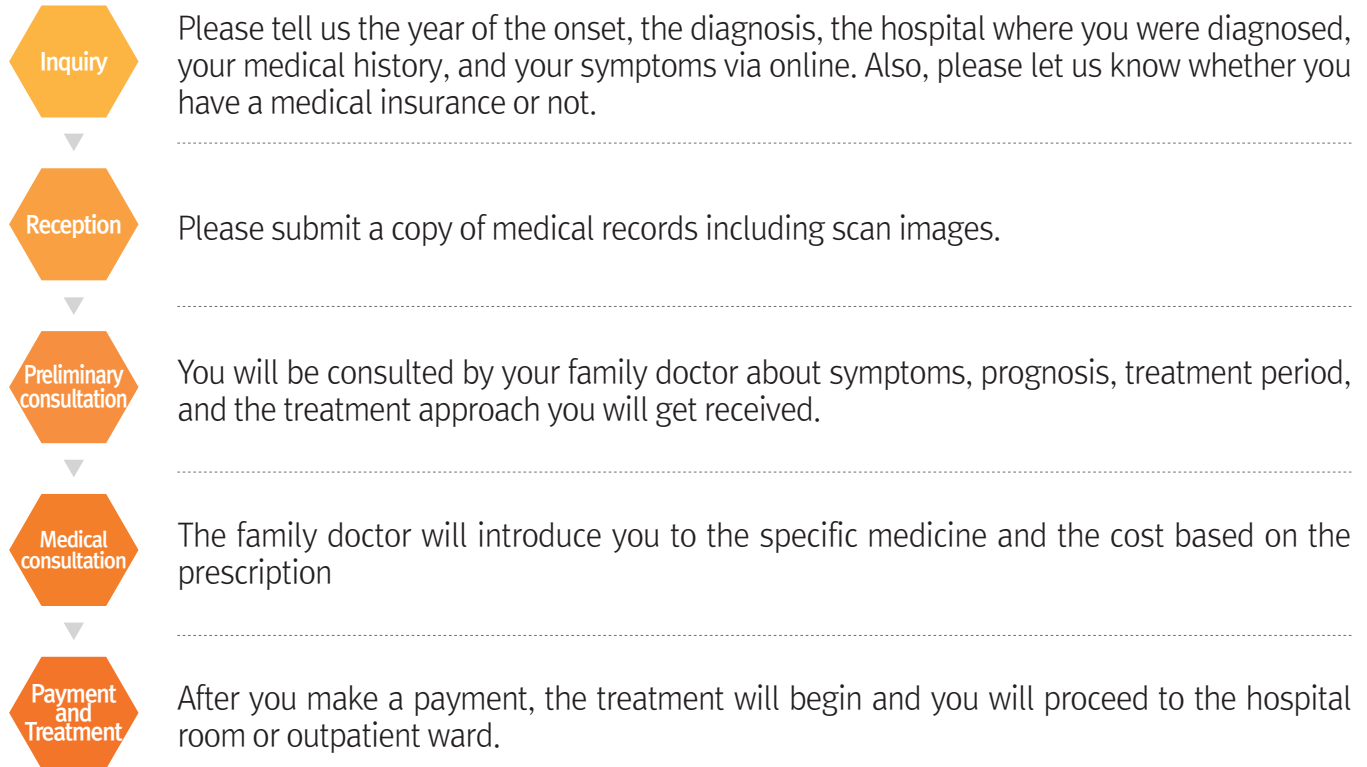 Inquiry
Please tell us the year of the onset, the diagnosis, the hospital where you were diagnosed,
your medical history, and your symptoms via online. Also, please let us know whether you
have a medical insurance or not.
Reception
Please submit a copy of medical records including scan images.
Preliminary
consultation
You will be consulted by your family doctor about symptoms, prognosis, treatment period,
and the treatment approach you will get received.
Medical
consultation
The family doctor will introduce you to the specific medicine and the cost based on the
prescription
Payment
and
Treatment
After you make a payment, the treatment will begin and you will proceed to the hospital
room or outpatient ward.